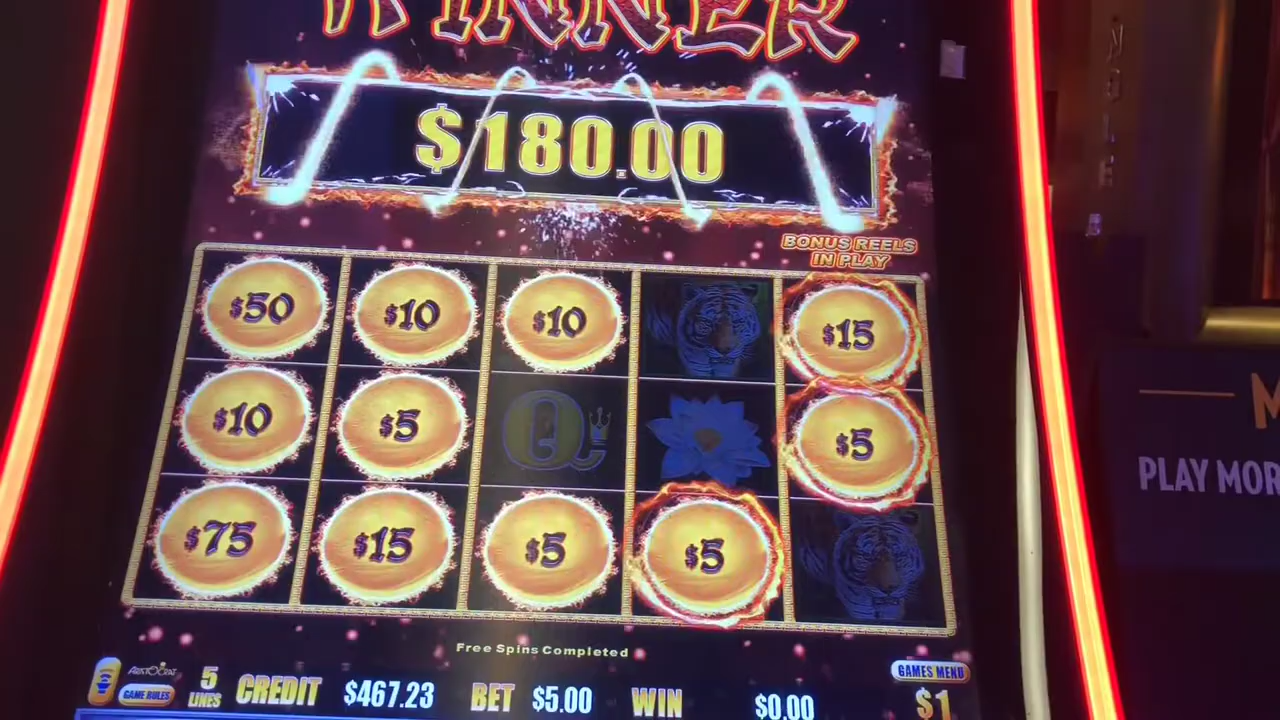 WINNER
$180.00
BONUS REELS
IN PLAY
$50 $10 $10 $15
$10 $5 Q $5
$75 $15 $5 $5
Free Spins Completed
ARISTOCRAT
GAME RULES
5
LINES
CREDIT $467.23 BET $5.00 WIN $0.00
GAMES MENU
$1
PLAY MOR